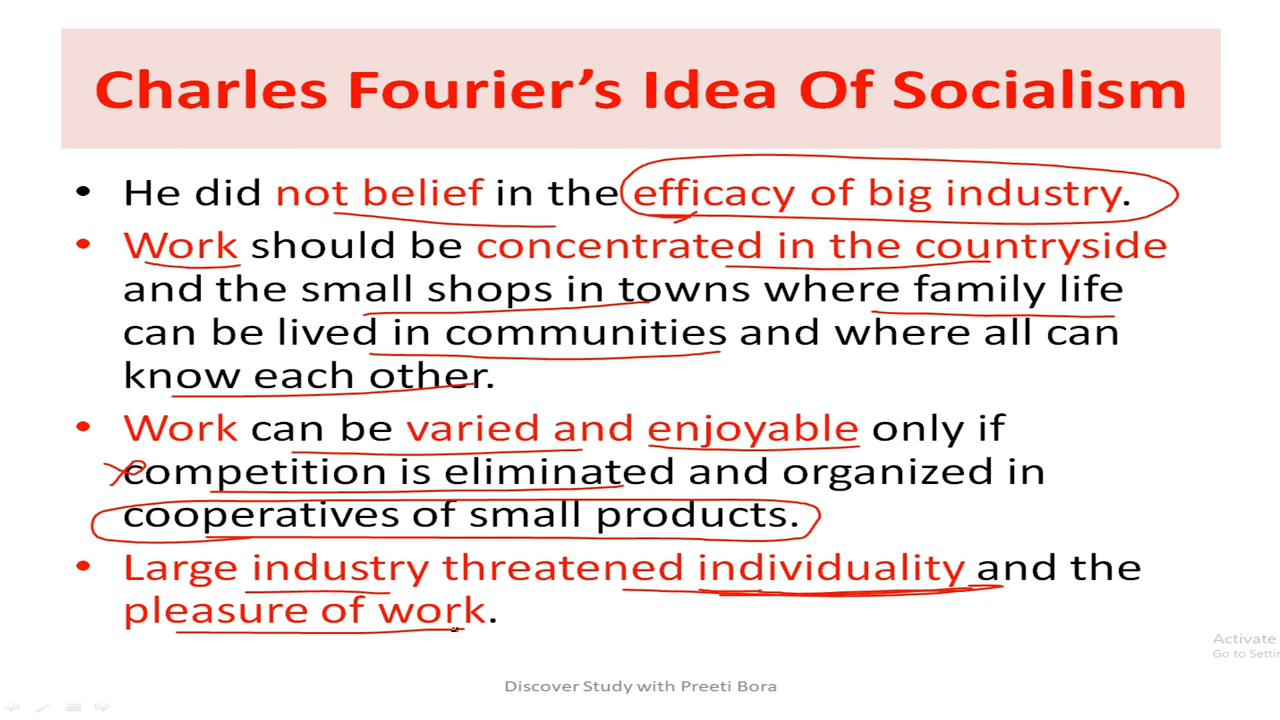 Charles Fourier's Idea Of Socialism
• He did not belief in the efficacy of big industry.
• Work should be concentrated in the countryside
and the small shops in towns where family life
can be lived in communities and where all can
know each other.
• Work can be varied and enjoyable only if
competition is eliminated and organized in
cooperatives of small products.
• Large industry threatened individuality and the
pleasure of work.
Activate
Go to Settin
Discover Study with Preeti Bora